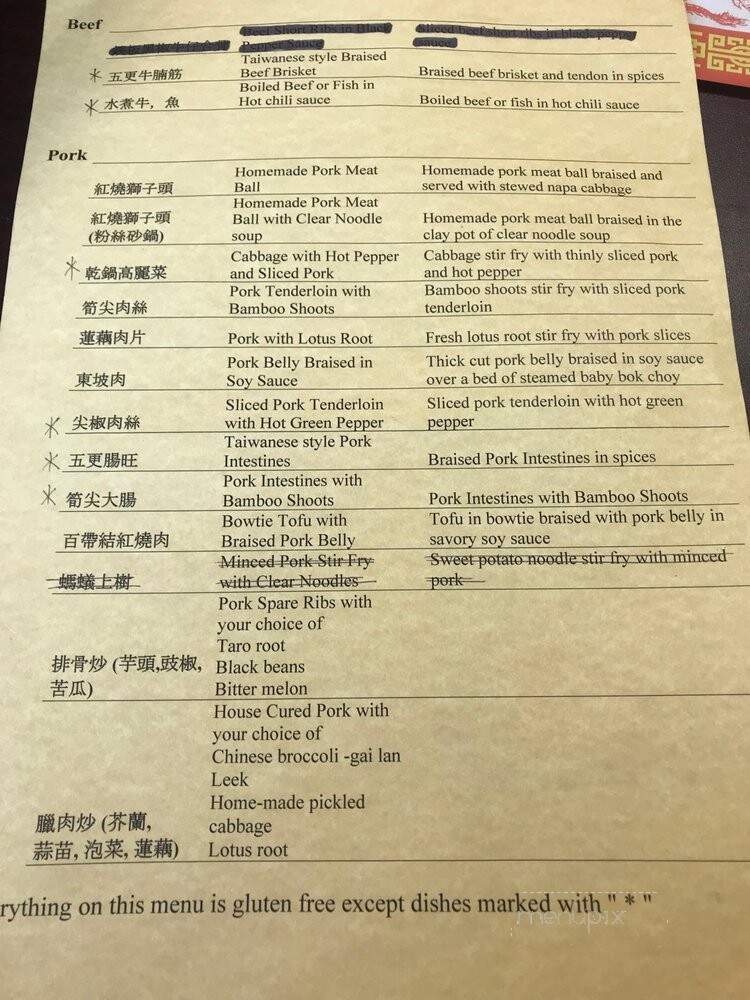 Beef
Beef Short Ribs in Black
Pepper Sauce
Sliced beef short ribs in black pepper
sauce
* 五更牛腩筋
Taiwanese style Braised
Beef Brisket
Braised beef brisket and tendon in spices
* 水煮牛, 魚
Boiled Beef or Fish in
Hot chili sauce
Boiled beef or fish in hot chili sauce
Pork
紅燒獅子頭
Homemade Pork Meat
Ball
Homemade pork meat ball braised and
served with stewed napa cabbage
紅燒獅子頭
(粉絲砂鍋)
Homemade Pork Meat
Ball with Clear Noodle
soup
Homemade pork meat ball braised in the
clay pot of clear noodle soup
* 乾鍋高麗菜
Cabbage with Hot Pepper
and Sliced Pork
Cabbage stir fry with thinly sliced pork
and hot pepper
筍尖肉絲
Pork Tenderloin with
Bamboo Shoots
Bamboo shoots stir fry with sliced pork
tenderloin
蓮藕肉片
Pork with Lotus Root
Fresh lotus root stir fry with pork slices
東坡肉
Pork Belly Braised in
Soy Sauce
Thick cut pork belly braised in soy sauce
over a bed of steamed baby bok choy
* 尖椒肉絲
Sliced Pork Tenderloin
with Hot Green Pepper
Sliced pork tenderloin with hot green
pepper
* 五更腸旺
Taiwanese style Pork
Intestines
Braised Pork Intestines in spices
* 筍尖大腸
Pork Intestines with
Bamboo Shoots
Pork Intestines with Bamboo Shoots
百帶結紅燒肉
Bowtie Tofu with
Braised Pork Belly
Tofu in bowtie braised with pork belly in
savory soy sauce
螞蟻上樹
Minced Pork Stir Fry
with Clear Noodles
Sweet potato noodle stir fry with minced
pork
排骨炒 (芋頭,豉椒,
苦瓜)
Pork Spare Ribs with
your choice of
Taro root
Black beans
Bitter melon
臘肉炒 (芥蘭,
蒜苗, 泡菜, 蓮藕)
House Cured Pork with
your choice of
Chinese broccoli -gai lan
Leek
Home-made pickled
cabbage
Lotus root
rything on this menu is gluten free except dishes marked with " * "
menupix